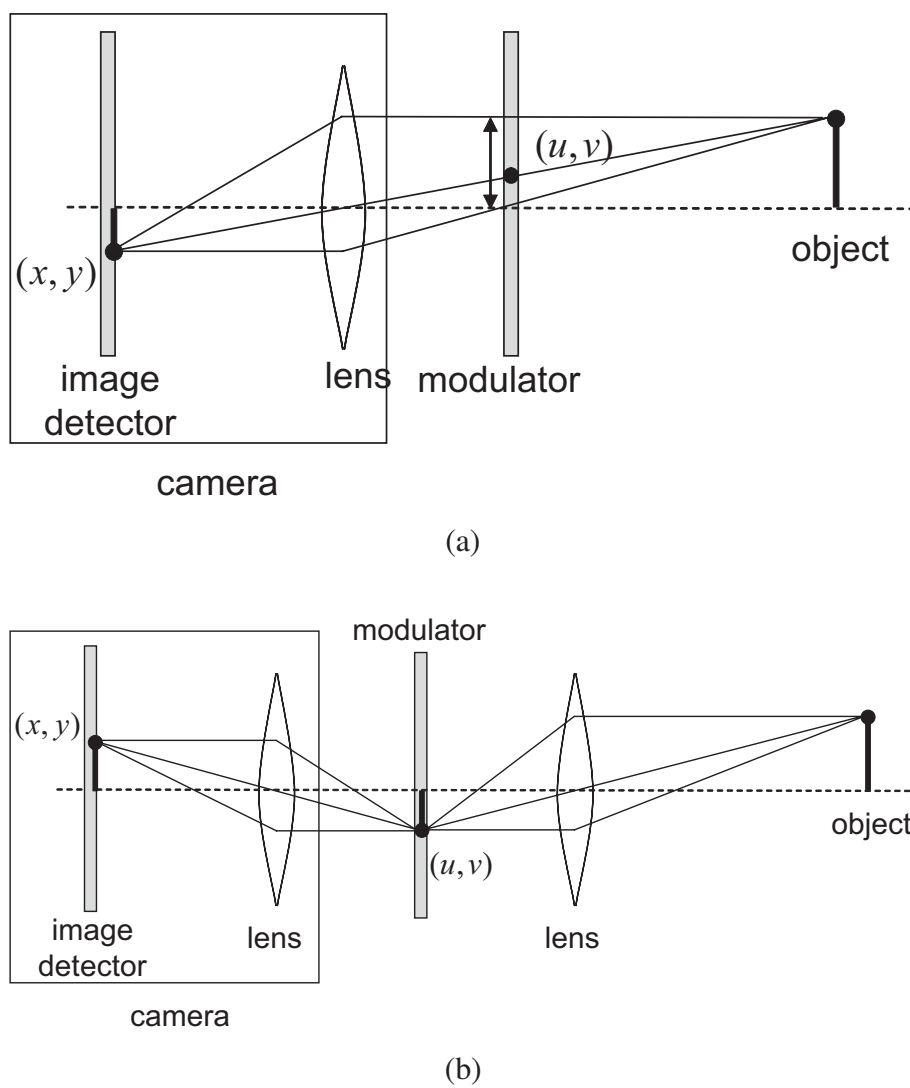 (u, v)
object
(x, y)
image
detector
lens
modulator
camera
(a)
modulator
(x, y)
object
(u, v)
image
detector
lens
lens
camera
(b)